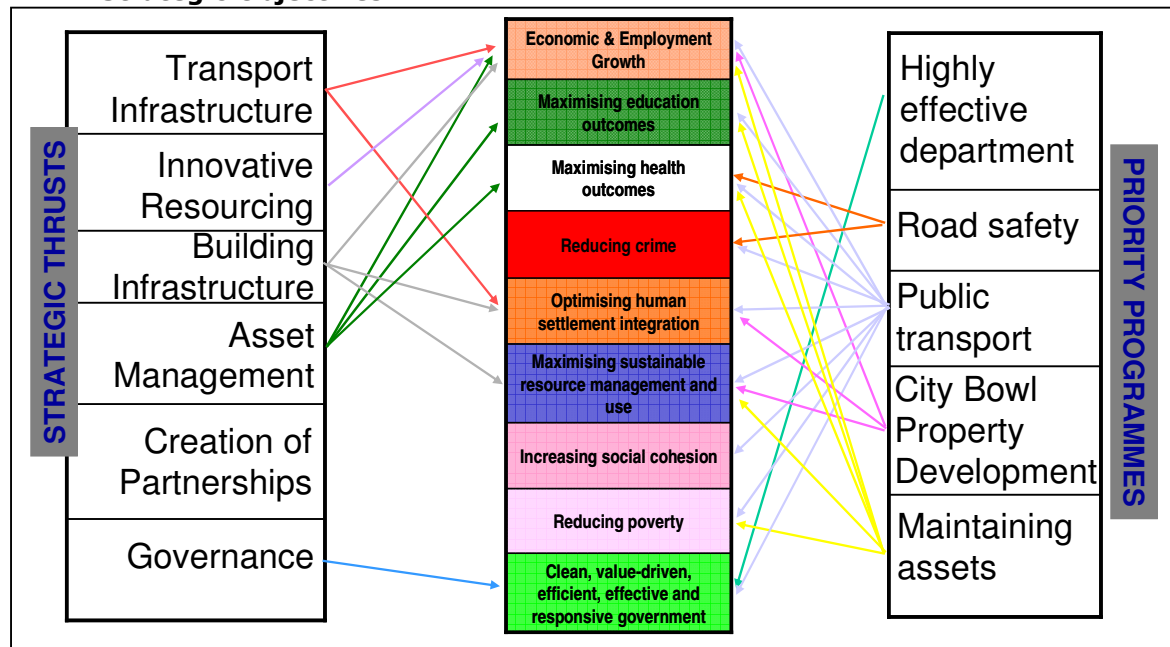 STRATEGIC THRUSTS
Transport
Infrastructure
Innovative
Resourcing
Building
Infrastructure
Asset
Management
Creation of
Partnerships
Governance
Economic & Employment
Growth
Maximising education
outcomes
Maximising health
outcomes
Reducing crime
Optimising human
settlement integration
Maximising sustainable
resource management and
use
Increasing social cohesion
Reducing poverty
Clean, value-driven,
efficient, effective and
responsive government
Highly
effective
department
Road safety
Public
transport
City Bowl
Property
Development
Maintaining
assets
PRIORITY PROGRAMMES